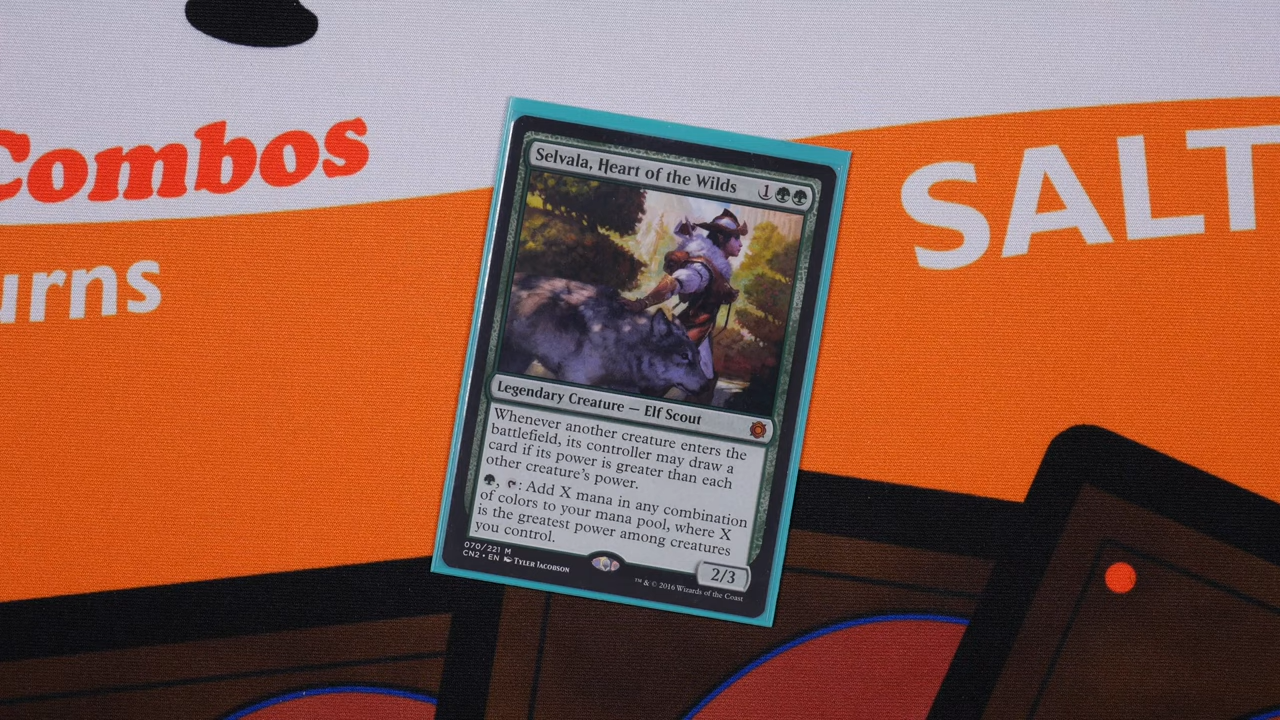 Combos
urns
SALT
Selvala, Heart of the Wilds 1
Legendary Creature — Elf Scout
Whenever another creature enters the
battlefield, its controller may draw a
card if its power is greater than each
other creature's power.
, : Add X mana in any combination
of colors to your mana pool, where X
is the greatest power among creatures
you control.
070/221 M
CN2 • EN Tyler Jacobson
™ & © 2016 Wizards of the Coast
2/3